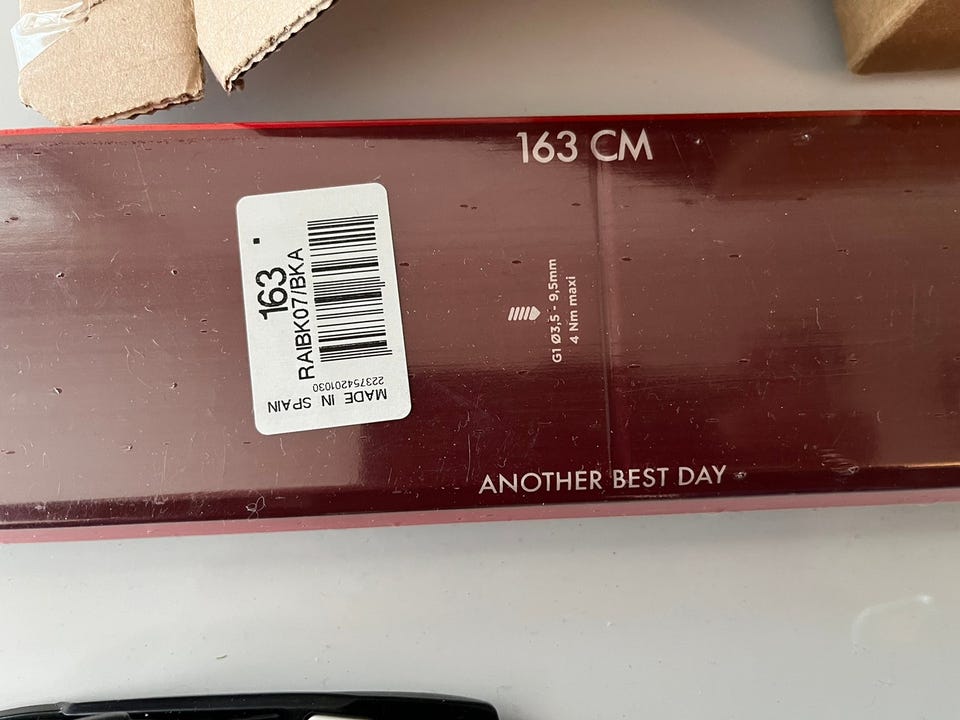 163 CM
163
RAIBK07/BKA
223754201030
MADE IN SPAIN
G1 Ø3,5 - 9,5mm
4 Nm maxi
ANOTHER BEST DAY